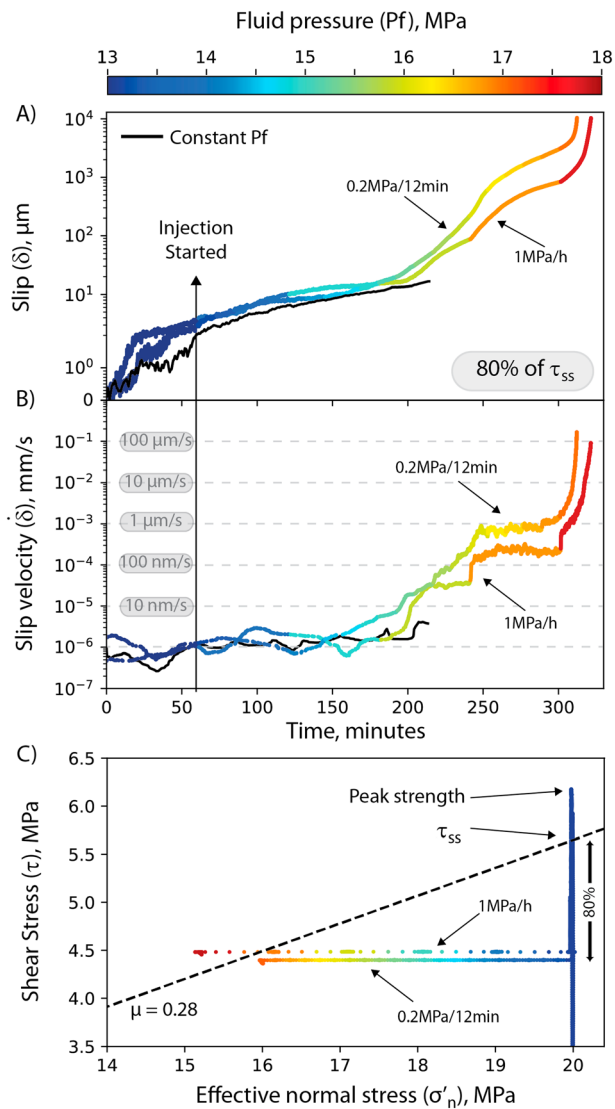 Fluid pressure (Pf), MPa
13 14 15 16 17 18
A)
Constant Pf
10⁴
10³
10²
10¹
10⁰
0
Slip (δ), μm
Injection
Started
0.2MPa/12min
1MPa/h
80% of τss
B)
10⁻¹
10⁻²
10⁻³
10⁻⁴
10⁻⁵
10⁻⁶
10⁻⁷
Slip velocity (δ̇), mm/s
100 μm/s
10 μm/s
1 μm/s
100 nm/s
10 nm/s
0.2MPa/12min
1MPa/h
0 50 100 150 200 250 300
Time, minutes
C)
6.5
6.0
5.5
5.0
4.5
4.0
3.5
Shear Stress (τ), MPa
Peak strength
τss
80%
1MPa/h
0.2MPa/12min
μ = 0.28
14 15 16 17 18 19 20
Effective normal stress (σ'n), MPa